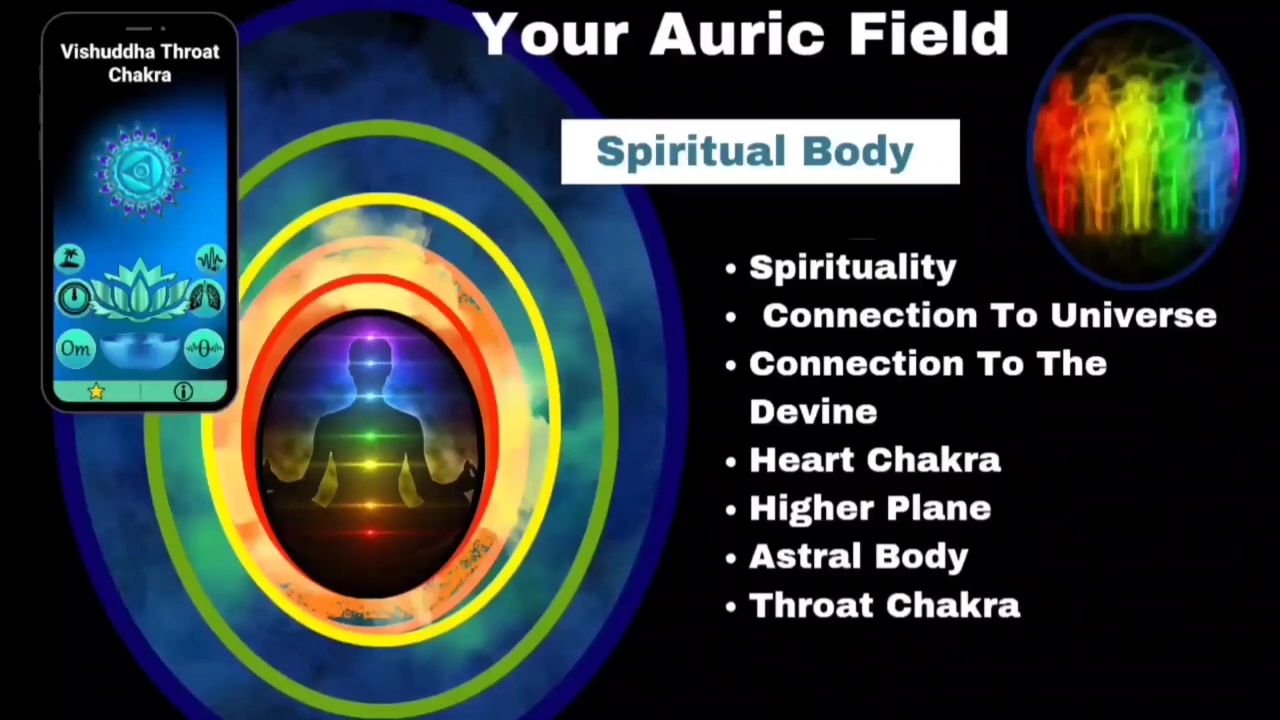 Your Auric Field
Vishuddha Throat
Chakra
Spiritual Body
• Spirituality
• Connection To Universe
• Connection To The
Devine
• Heart Chakra
• Higher Plane
• Astral Body
• Throat Chakra
Om